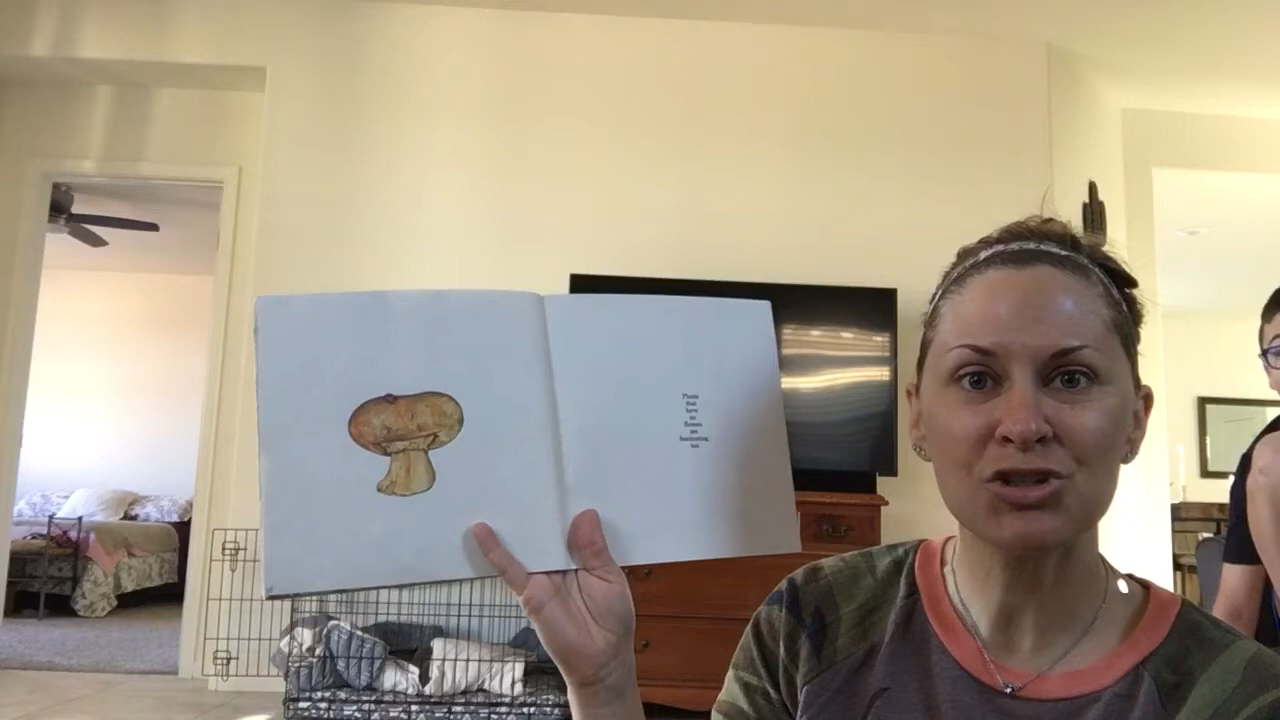 Plants
that
have
no
flowers
are
fascinating,
too.